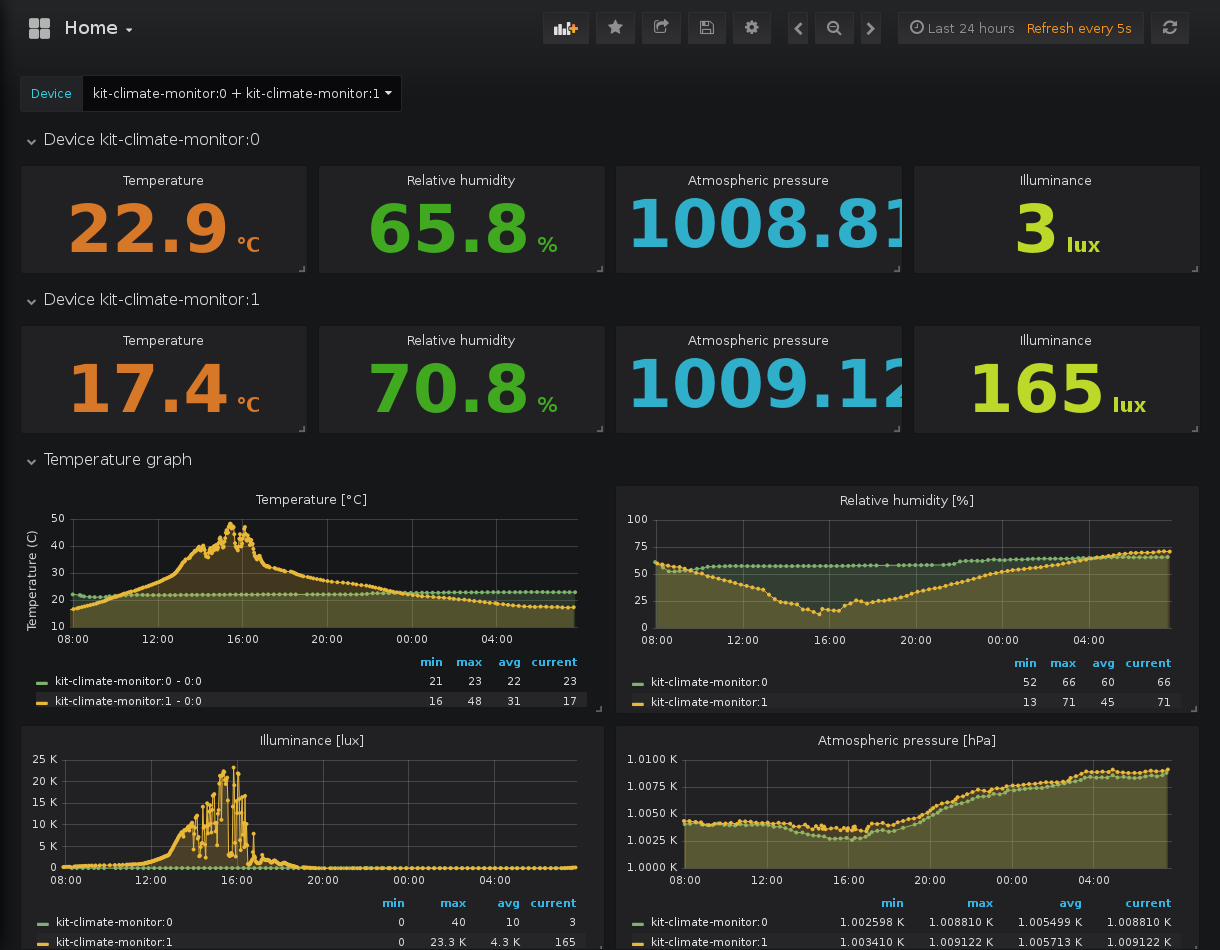 Home
Last 24 hours Refresh every 5s
Device kit-climate-monitor:0 + kit-climate-monitor:1
Device kit-climate-monitor:0
Temperature Relative humidity Atmospheric pressure Illuminance
22.9 °C 65.8 % 1008.81 3 lux
Device kit-climate-monitor:1
Temperature Relative humidity Atmospheric pressure Illuminance
17.4 °C 70.8 % 1009.12 165 lux
Temperature graph
Temperature [°C]
Temperature (C)
50
40
30
20
10
08:00 12:00 16:00 20:00 00:00 04:00
min max avg current
kit-climate-monitor:0 - 0:0 21 23 22 23
kit-climate-monitor:1 - 0:0 16 48 31 17
Relative humidity [%]
100
75
50
25
0
08:00 12:00 16:00 20:00 00:00 04:00
min max avg current
kit-climate-monitor:0 52 66 60 66
kit-climate-monitor:1 13 71 45 71
Illuminance [lux]
25 K
20 K
15 K
10 K
5 K
0
08:00 12:00 16:00 20:00 00:00 04:00
min max avg current
kit-climate-monitor:0 0 40 10 3
kit-climate-monitor:1 0 23.3 K 4.3 K 165
Atmospheric pressure [hPa]
1.0100 K
1.0075 K
1.0050 K
1.0025 K
1.0000 K
08:00 12:00 16:00 20:00 00:00 04:00
min max avg current
kit-climate-monitor:0 1.002598 K 1.008810 K 1.005499 K 1.008810 K
kit-climate-monitor:1 1.003410 K 1.009122 K 1.005713 K 1.009122 K